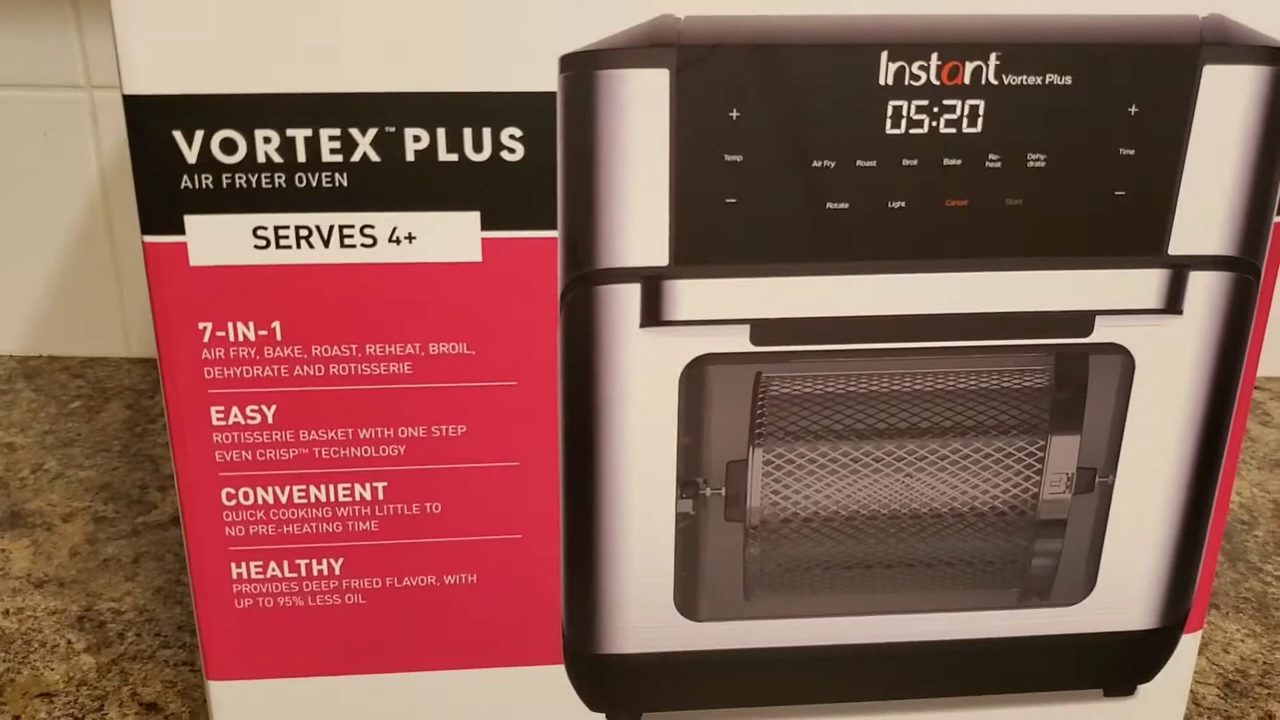 VORTEX™ PLUS
AIR FRYER OVEN
SERVES 4+
7-IN-1
AIR FRY, BAKE, ROAST, REHEAT, BROIL,
DEHYDRATE AND ROTISSERIE
EASY
ROTISSERIE BASKET WITH ONE STEP
EVEN CRISP™ TECHNOLOGY
CONVENIENT
QUICK COOKING WITH LITTLE TO
NO PRE-HEATING TIME
HEALTHY
PROVIDES DEEP FRIED FLAVOR, WITH
UP TO 95% LESS OIL
Instant™ Vortex Plus
05:20
+ +
Temp Time
Air Fry Roast Broil Bake Re-heat Dehy-drate
− −
Rotate Light Cancel Start